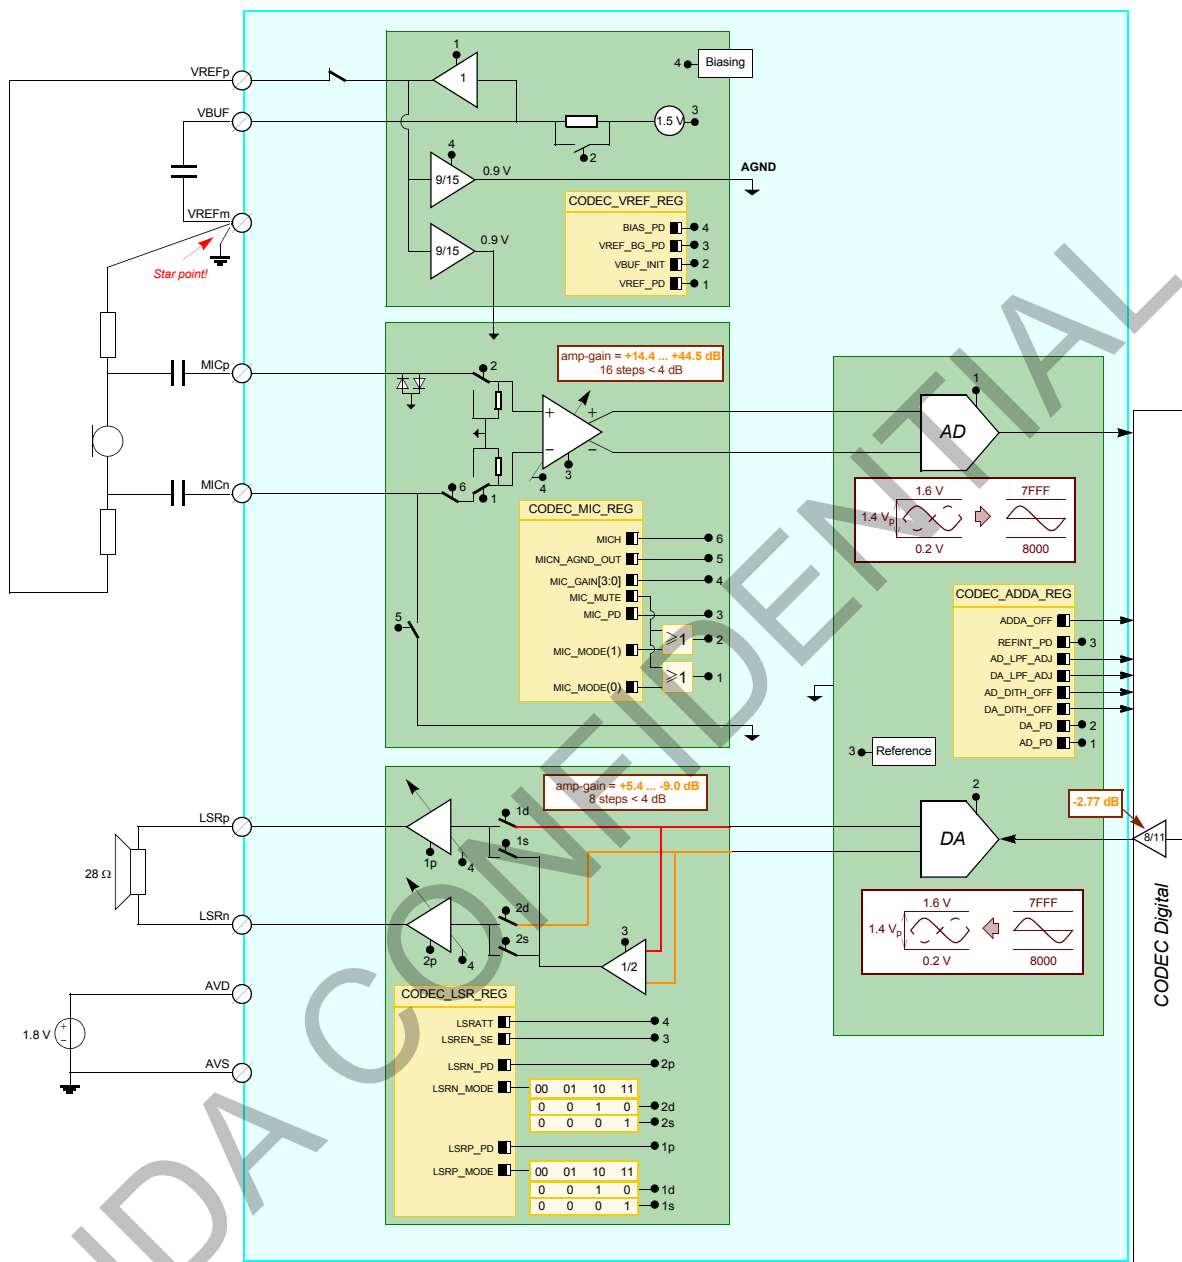 VREFp
VBUF
VREFm
Star point!
MICp
MICn
LSRp
28 Ω
LSRn
AVD
1.8 V
+
−
AVS
1
1
4
Biasing
1.5 V
3
2
4
9/15
0.9 V
AGND
9/15
0.9 V
CODEC_VREF_REG
BIAS_PD
4
VREF_BG_PD
3
VBUF_INIT
2
VREF_PD
1
amp-gain = +14.4 ... +44.5 dB
16 steps < 4 dB
2
+
+
−
−
3
4
6
1
5
CODEC_MIC_REG
MICH
6
MICN_AGND_OUT
5
MIC_GAIN[3:0]
4
MIC_MUTE
MIC_PD
3
⩾1
2
MIC_MODE(1)
⩾1
1
MIC_MODE(0)
1
AD
1.6 V
7FFF
1.4 Vp
0.2 V
8000
CODEC_ADDA_REG
ADDA_OFF
REFINT_PD
3
AD_LPF_ADJ
DA_LPF_ADJ
AD_DITH_OFF
DA_DITH_OFF
DA_PD
2
AD_PD
1
3
Reference
2
DA
-2.77 dB
8/11
1.6 V
7FFF
1.4 Vp
0.2 V
8000
CODEC Digital
amp-gain = +5.4 ... -9.0 dB
8 steps < 4 dB
1d
1s
1p
4
2d
2s
2p
4
3
1/2
CODEC_LSR_REG
LSRATT
4
LSREN_SE
3
LSRN_PD
2p
LSRN_MODE
00 01 10 11
0 0 1 0
2d
0 0 0 1
2s
LSRP_PD
1p
LSRP_MODE
00 01 10 11
0 0 1 0
1d
0 0 0 1
1s
NDA CONFIDENTIAL